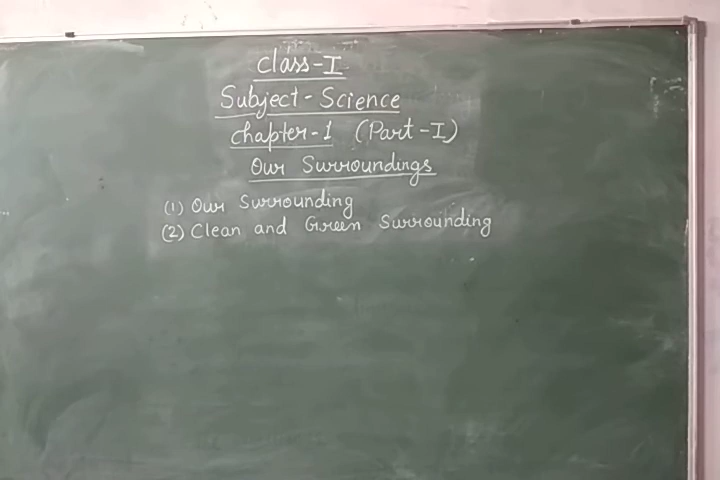 Class-I
Subject-Science
chapter-1 (Part-I)
Our Surroundings
(1) Our Surrounding
(2) Clean and Green Surrounding